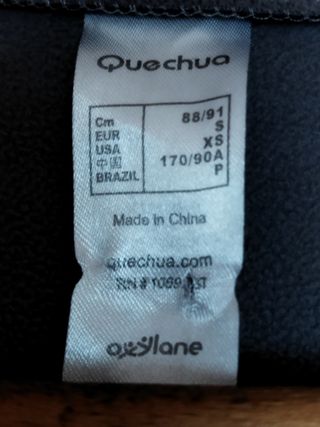 Quechua
Cm 88/91
EUR S
USA XS
中国 170/90A
BRAZIL P
Made in China
quechua.com
RN #
oxylane